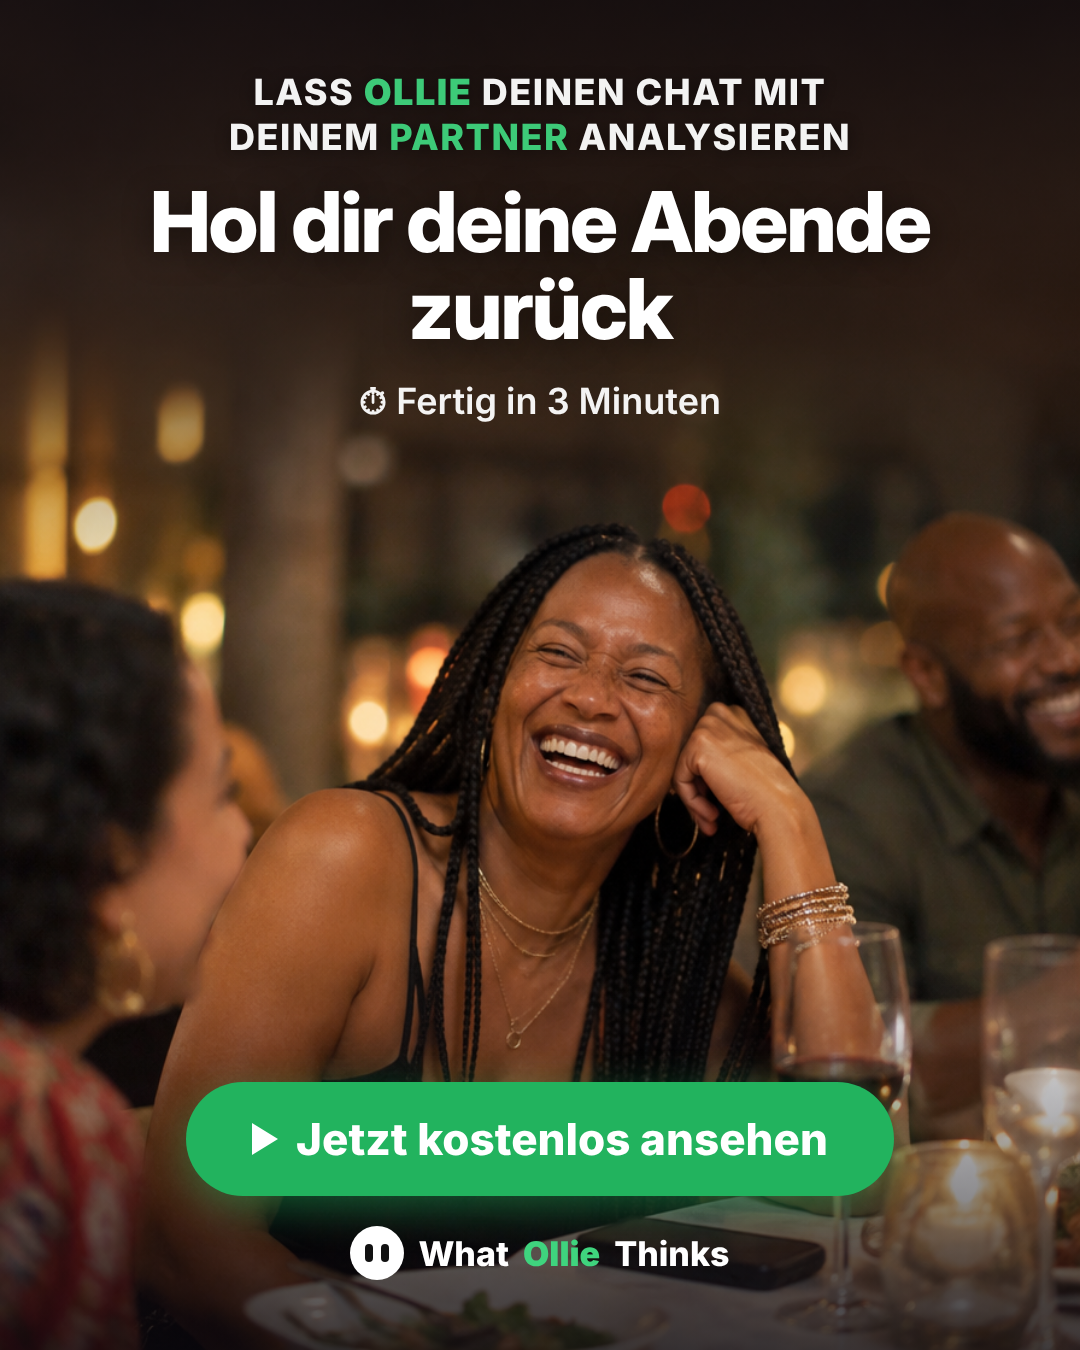 LASS OLLIE DEINEN CHAT MIT
DEINEM PARTNER ANALYSIEREN
Hol dir deine Abende
zurück
⏱ Fertig in 3 Minuten
▶ Jetzt kostenlos ansehen
What Ollie Thinks